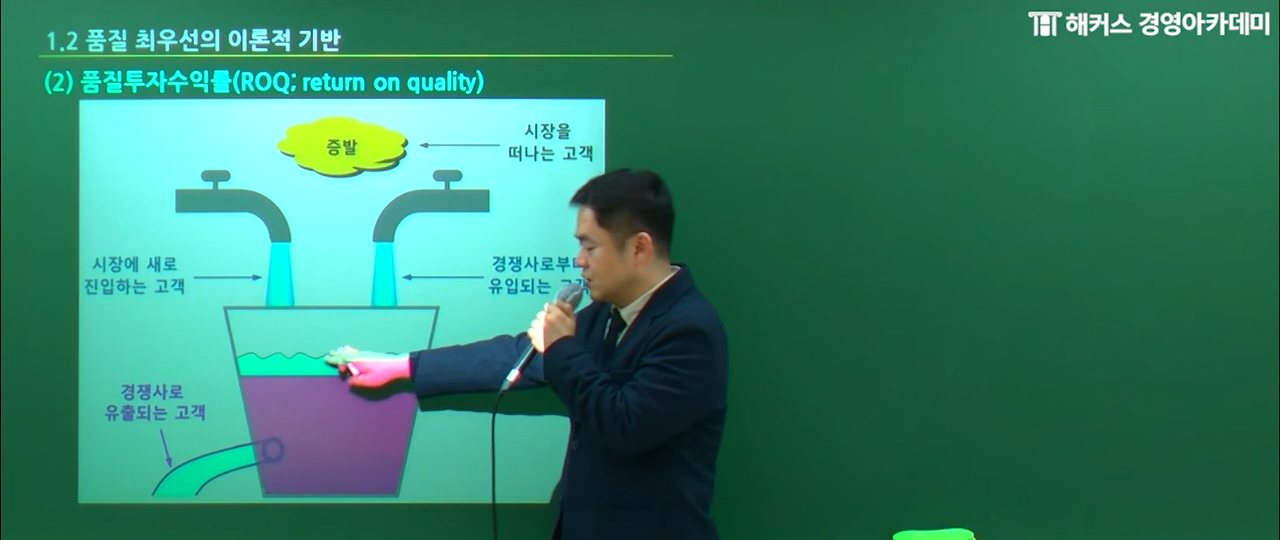 해커스 경영아카데미
1.2 품질 최우선의 이론적 기반
(2) 품질투자수익률(ROQ; return on quality)
증발
시장을
떠나는 고객
시장에 새로
진입하는 고객
경쟁사로부터
유입되는 고객
경쟁사로
유출되는 고객